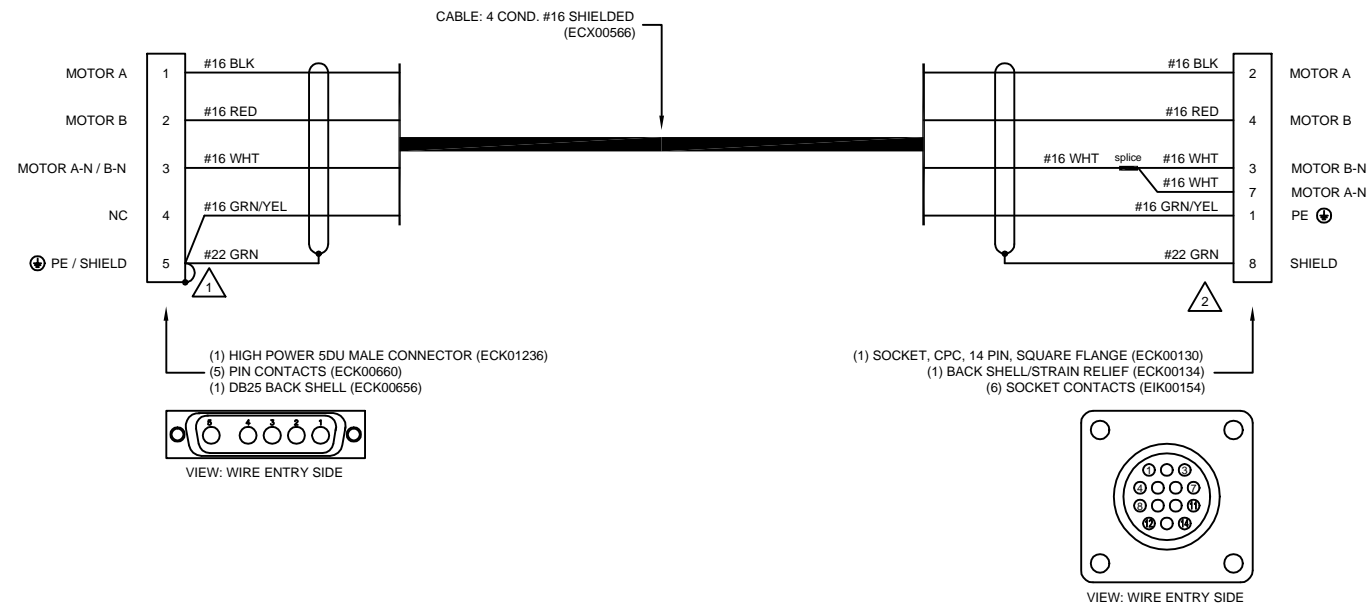 CABLE: 4 COND. #16 SHIELDED
(ECX00566)
MOTOR A 1 #16 BLK #16 BLK 2 MOTOR A
MOTOR B 2 #16 RED #16 RED 4 MOTOR B
MOTOR A-N / B-N 3 #16 WHT #16 WHT splice #16 WHT 3 MOTOR B-N
#16 WHT 7 MOTOR A-N
NC 4 #16 GRN/YEL #16 GRN/YEL 1 PE
PE / SHIELD 5 #22 GRN #22 GRN 8 SHIELD
1 2
(1) HIGH POWER 5DU MALE CONNECTOR (ECK01236)
(5) PIN CONTACTS (ECK00660)
(1) DB25 BACK SHELL (ECK00656)
(1) SOCKET, CPC, 14 PIN, SQUARE FLANGE (ECK00130)
(1) BACK SHELL/STRAIN RELIEF (ECK00134)
(6) SOCKET CONTACTS (EIK00154)
5 4 3 2 1
VIEW: WIRE ENTRY SIDE
1 3
4 7
8 11
12 14
VIEW: WIRE ENTRY SIDE